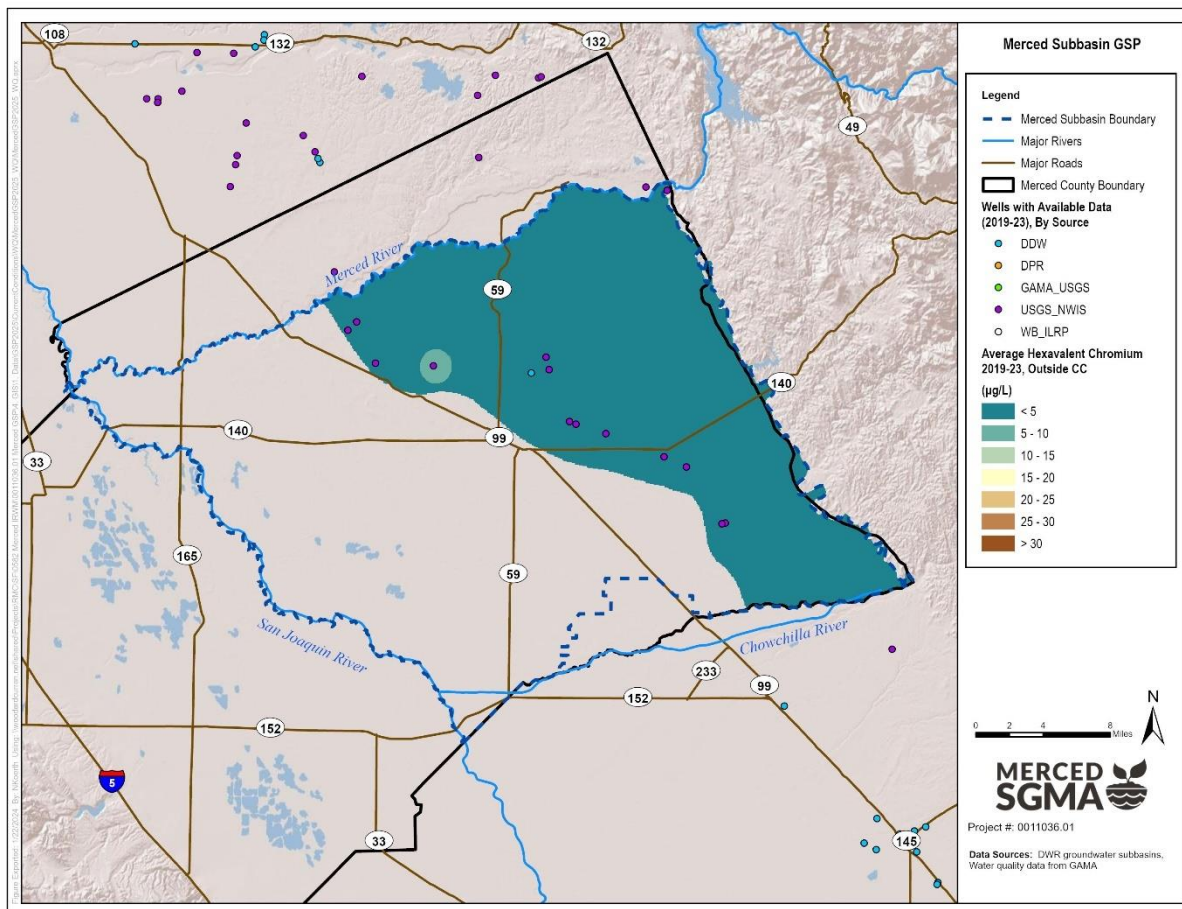 108
132
132
49
Merced River
59
140
140
99
33
165
59
San Joaquin River
Chowchilla River
233
152
99
152
5
33
145
Merced Subbasin GSP
Legend
Merced Subbasin Boundary
Major Rivers
Major Roads
Merced County Boundary
Wells with Available Data
(2019-23), By Source
DDW
DPR
GAMA_USGS
USGS_NWIS
WB_ILRP
Average Hexavalent Chromium
2019-23, Outside CC
(µg/L)
< 5
5 - 10
10 - 15
15 - 20
20 - 25
25 - 30
> 30
N
0 2 4 8
Miles
MERCED
SGMA
Project #: 0011036.01
Data Sources: DWR groundwater subbasins,
Water quality data from GAMA